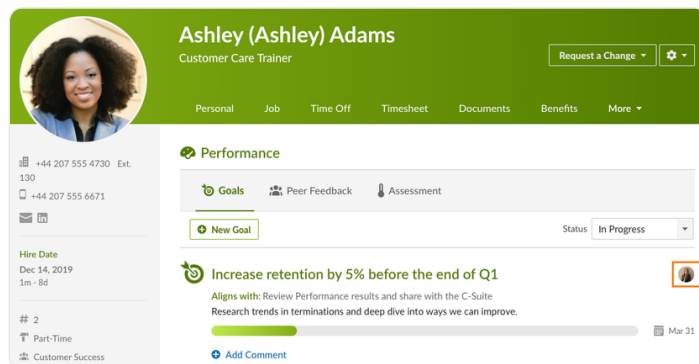 Ashley (Ashley) Adams
Customer Care Trainer
Request a Change
Personal Job Time Off Timesheet Documents Benefits More
+44 207 555 4730 Ext.
130
+44 207 555 6671
Hire Date
Dec 14, 2019
1m - 8d
# 2
Part-Time
Customer Success
Performance
Goals Peer Feedback Assessment
New Goal Status In Progress
Increase retention by 5% before the end of Q1
Aligns with: Review Performance results and share with the C-Suite
Research trends in terminations and deep dive into ways we can improve.
Mar 31
Add Comment